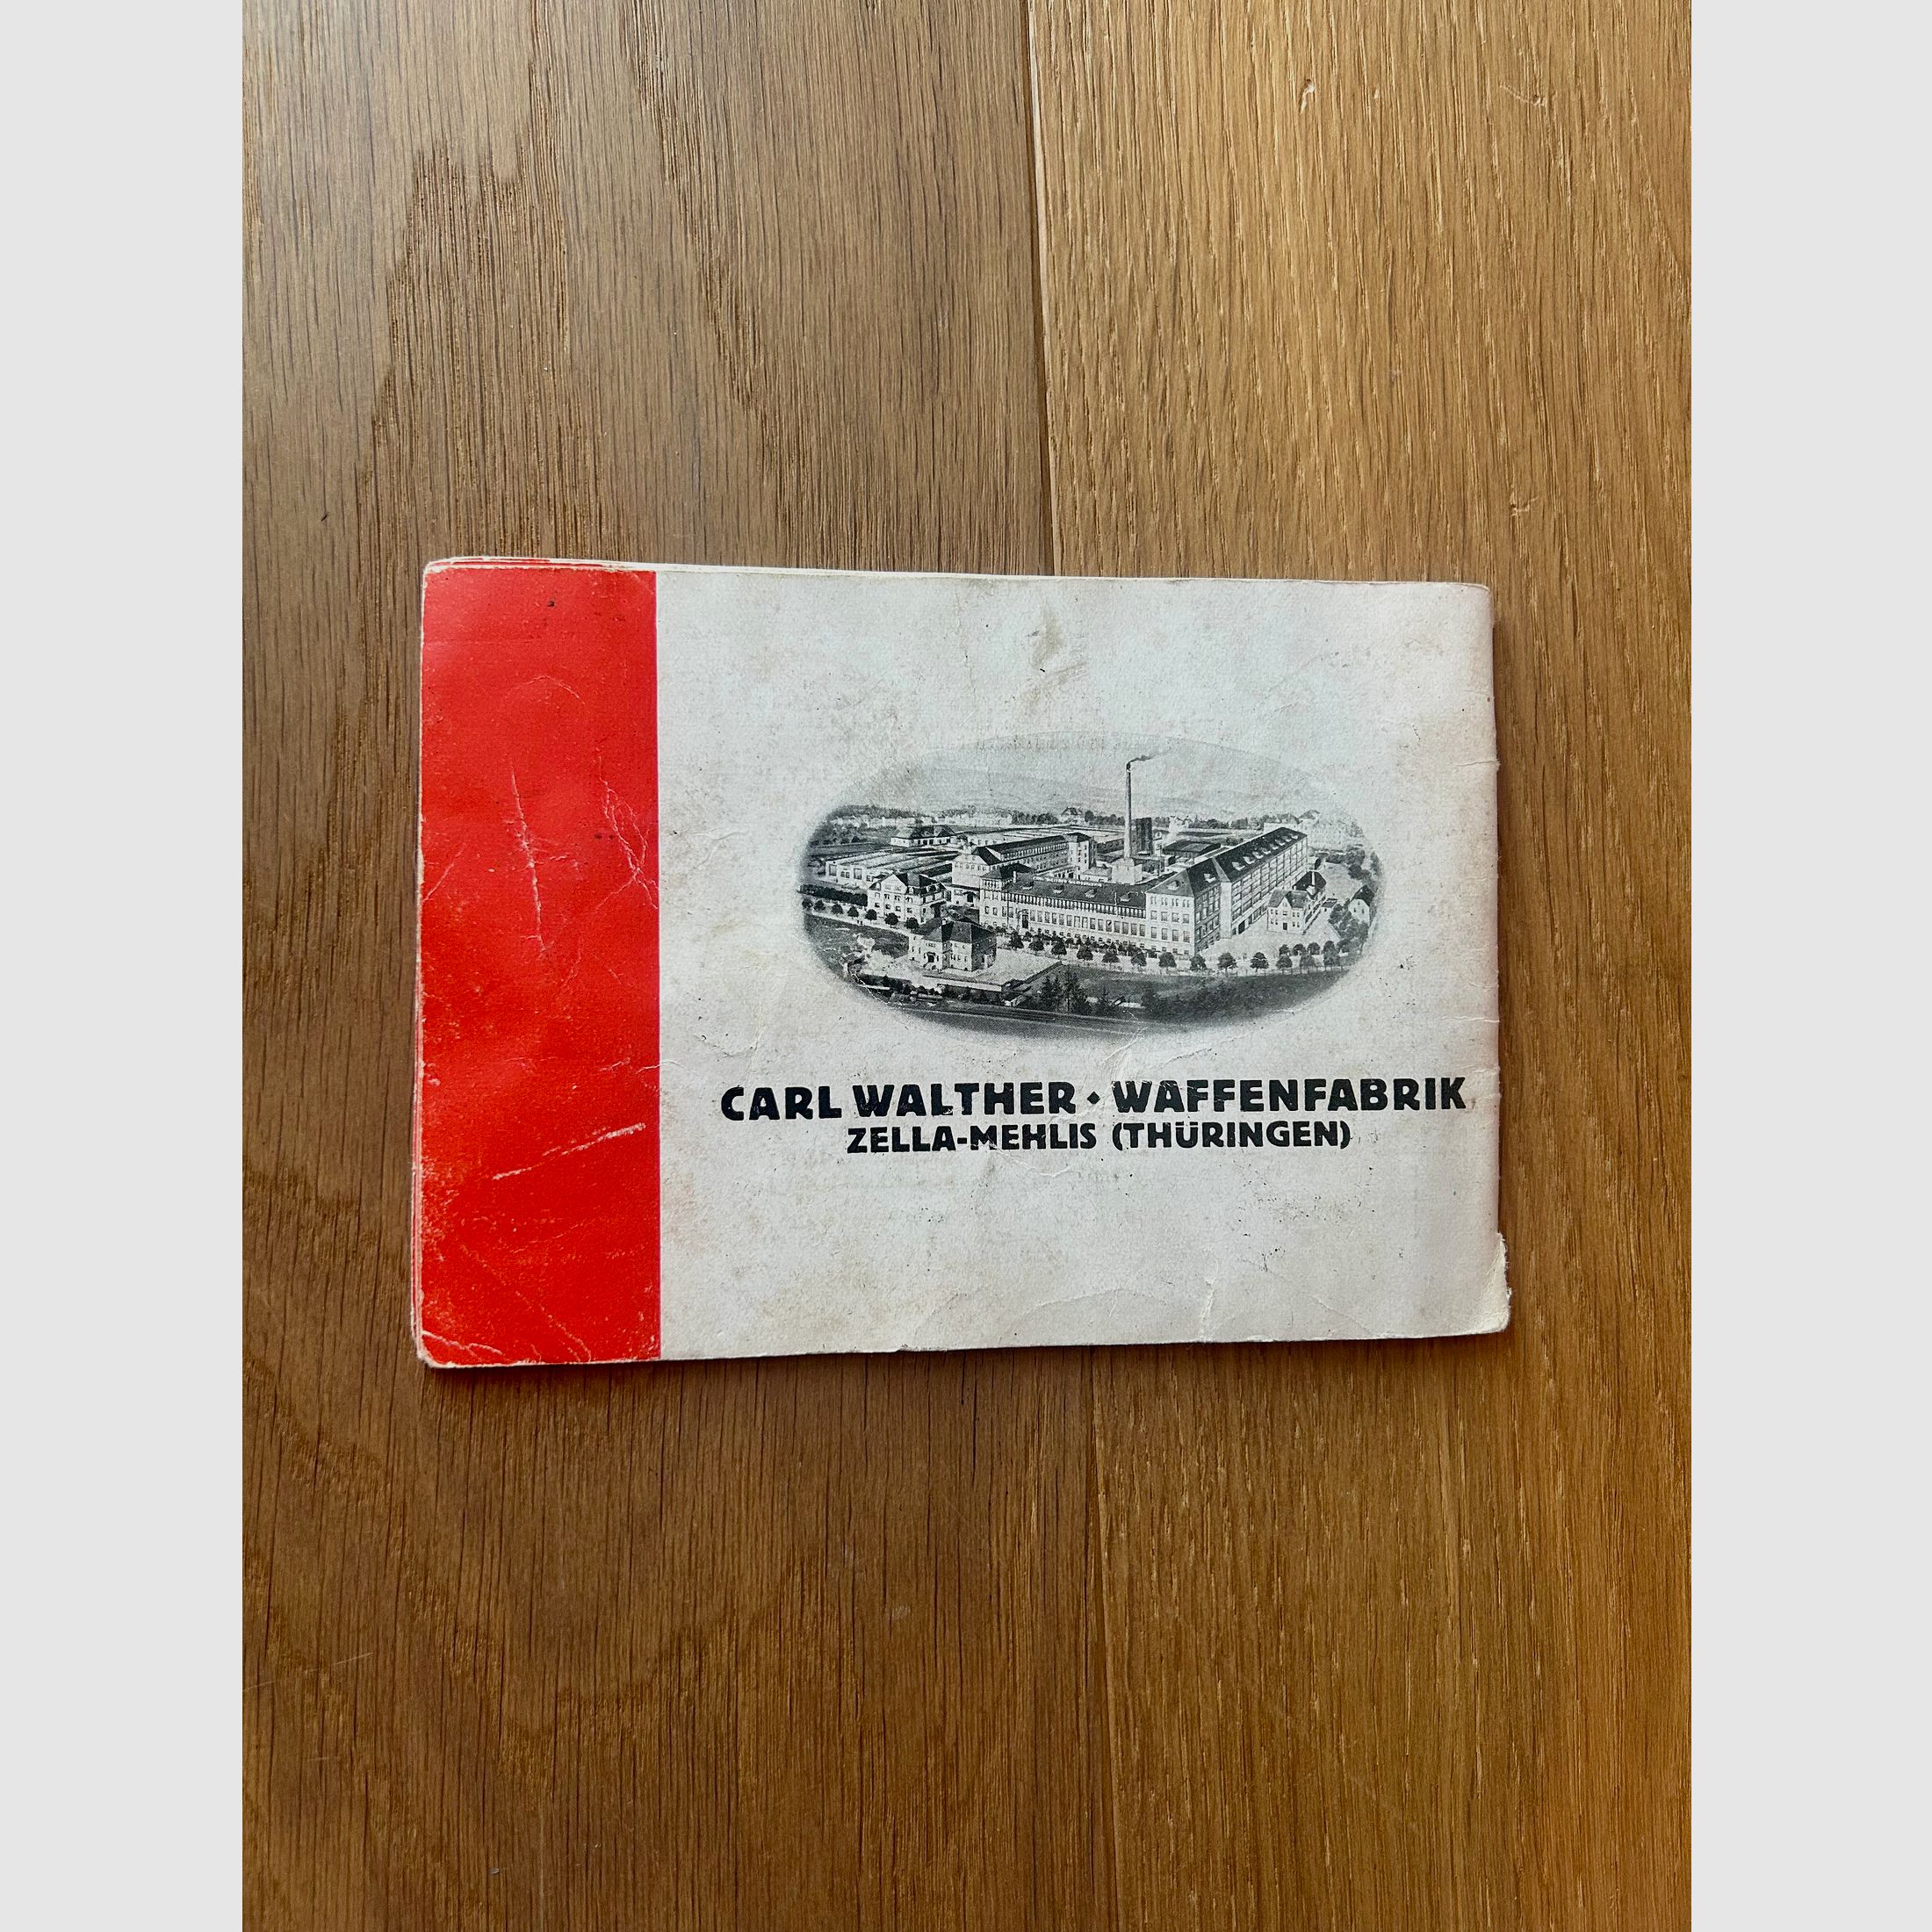 CARL WALTHER • WAFFENFABRIK
ZELLA-MEHLIS (THÜRINGEN)